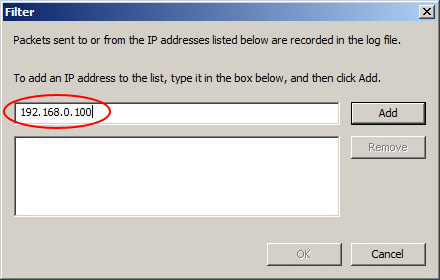 Filter
Packets sent to or from the IP addresses listed below are recorded in the log file.
To add an IP address to the list, type it in the box below, and then click Add.
192.168.0.100
Add
Remove
OK
Cancel